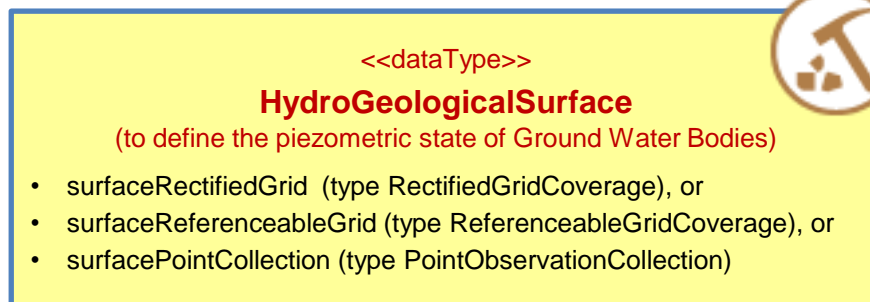 <<dataType>>
HydroGeologicalSurface
(to define the piezometric state of Ground Water Bodies)
• surfaceRectifiedGrid (type RectifiedGridCoverage), or
• surfaceReferenceableGrid (type ReferenceableGridCoverage), or
• surfacePointCollection (type PointObservationCollection)